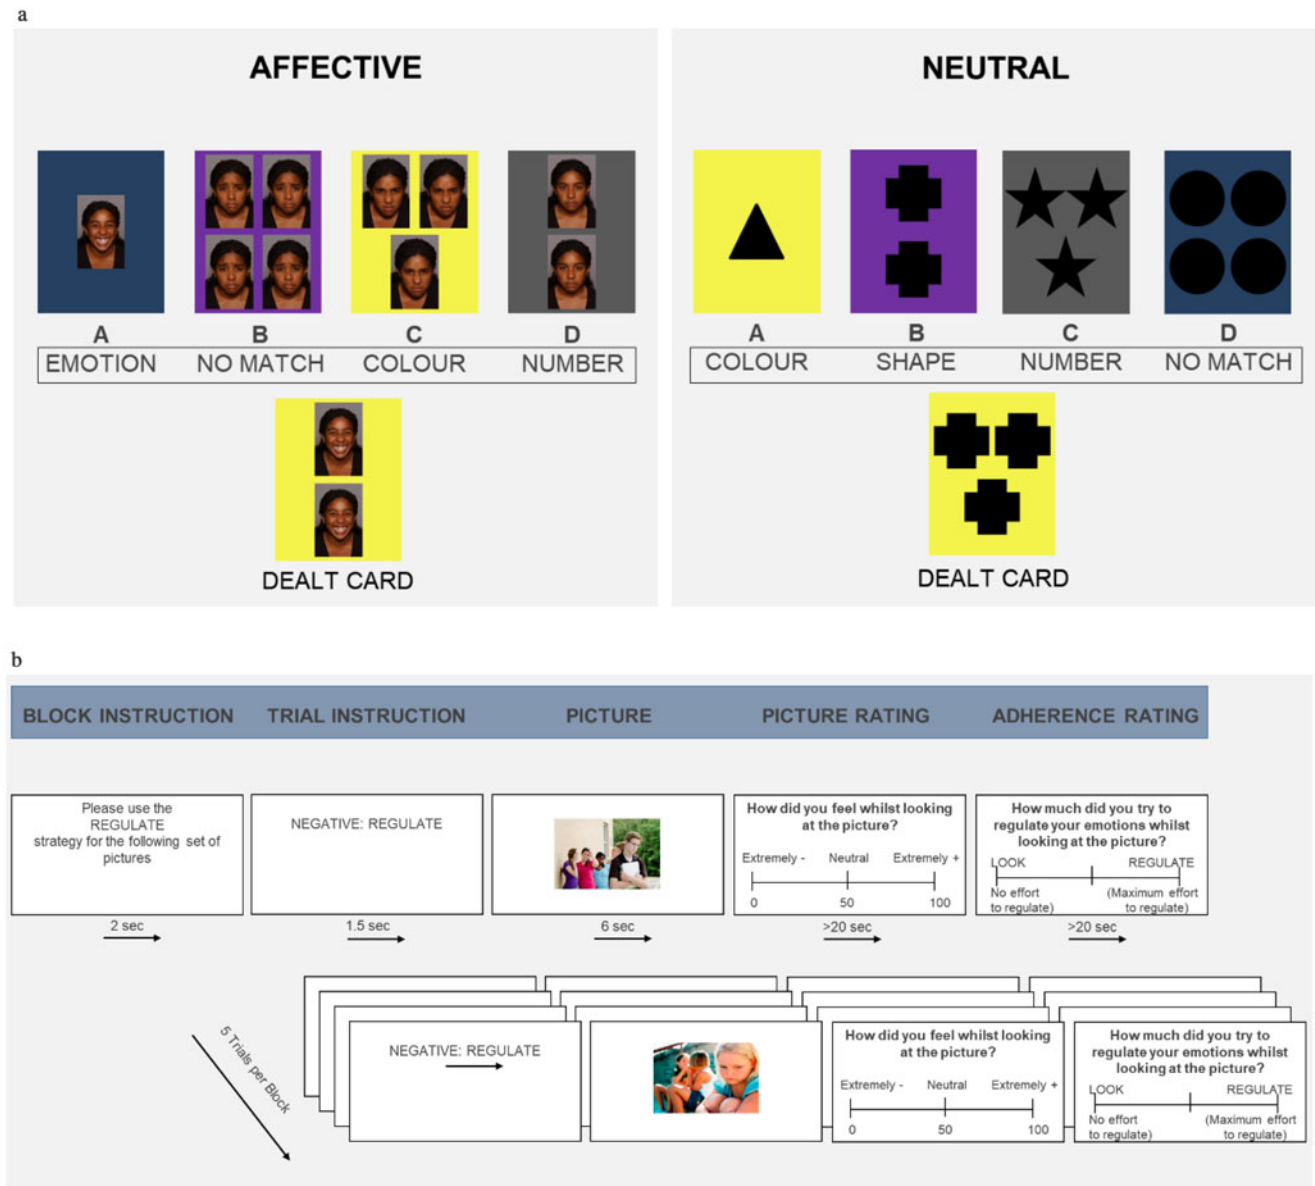 a
AFFECTIVE
A
B
C
D
EMOTION
NO MATCH
COLOUR
NUMBER
DEALT CARD
NEUTRAL
A
B
C
D
COLOUR
SHAPE
NUMBER
NO MATCH
DEALT CARD
b
BLOCK INSTRUCTION
TRIAL INSTRUCTION
PICTURE
PICTURE RATING
ADHERENCE RATING
Please use the
REGULATE
strategy for the following set of
pictures
NEGATIVE: REGULATE
How did you feel whilst looking
at the picture?
Extremely -
Neutral
Extremely +
0
50
100
How much did you try to
regulate your emotions whilst
looking at the picture?
LOOK
REGULATE
No effort
to regulate)
(Maximum effort
to regulate)
2 sec
1.5 sec
6 sec
>20 sec
>20 sec
5 Trials per Block
NEGATIVE: REGULATE
How did you feel whilst looking
at the picture?
Extremely -
Neutral
Extremely +
0
50
100
How much did you try to
regulate your emotions whilst
looking at the picture?
LOOK
REGULATE
No effort
to regulate)
(Maximum effort
to regulate)